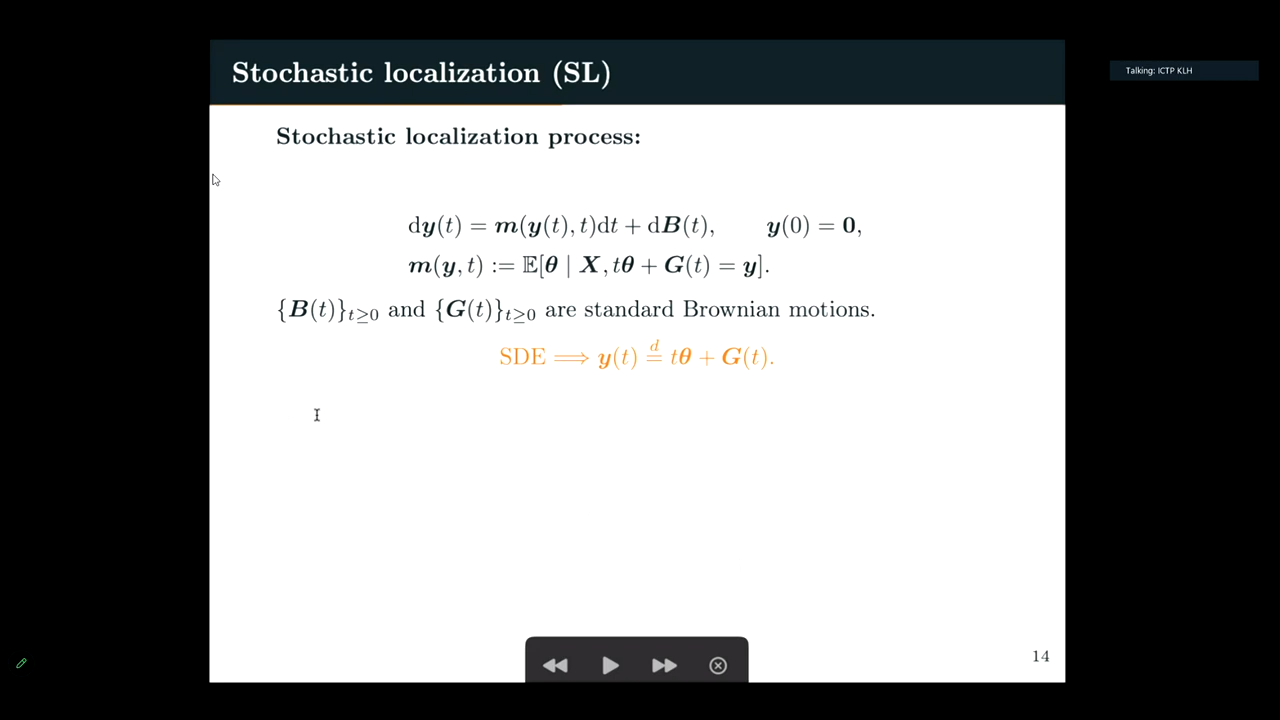 Stochastic localization (SL)
Talking: ICTP KLH
Stochastic localization process:
dy(t) = m(y(t), t)dt + dB(t), y(0) = 0,
m(y, t) := 𝔼[θ | X, tθ + G(t) = y].
{B(t)}t≥0 and {G(t)}t≥0 are standard Brownian motions.
SDE ⟹ y(t) =ᵈ tθ + G(t).
14